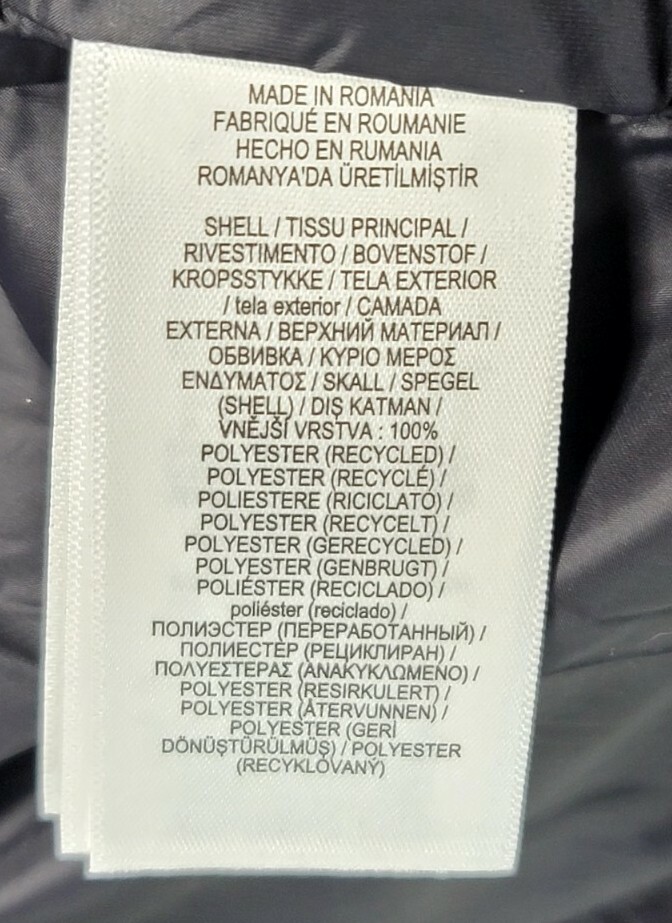 MADE IN ROMANIA
FABRIQUÉ EN ROUMANIE
HECHO EN RUMANIA
ROMANYA'DA ÜRETİLMİŞTİR
SHELL / TISSU PRINCIPAL /
RIVESTIMENTO / BOVENSTOF /
KROPSSTYKKE / TELA EXTERIOR
/ tela exterior / CAMADA
EXTERNA / ВЕРХНИЙ МАТЕРИАЛ /
ОБВИВКА / ΚΥΡΙΟ ΜΕΡΟΣ
ΕΝΔΥΜΑΤΟΣ / SKALL / SPEGEL
(SHELL) / DIŞ KATMAN /
VNĚJŠÍ VRSTVA : 100%
POLYESTER (RECYCLED) /
POLYESTER (RECYCLÉ) /
POLIESTERE (RICICLATO) /
POLYESTER (RECYCELT) /
POLYESTER (GERECYCLED) /
POLYESTER (GENBRUGT) /
POLIÉSTER (RECICLADO) /
poliéster (reciclado) /
ПОЛИЭСТЕР (ПЕРЕРАБОТАННЫЙ) /
ПОЛИЕСТЕР (РЕЦИКЛИРАН) /
ΠΟΛΥΕΣΤΕΡΑΣ (ΑΝΑΚΥΚΛΩΜΕΝΟ) /
POLYESTER (RESIRKULERT) /
POLYESTER (ÅTERVUNNEN) /
POLYESTER (GERİ
DÖNÜŞTÜRÜLMÜŞ) / POLYESTER
(RECYKLOVANÝ)